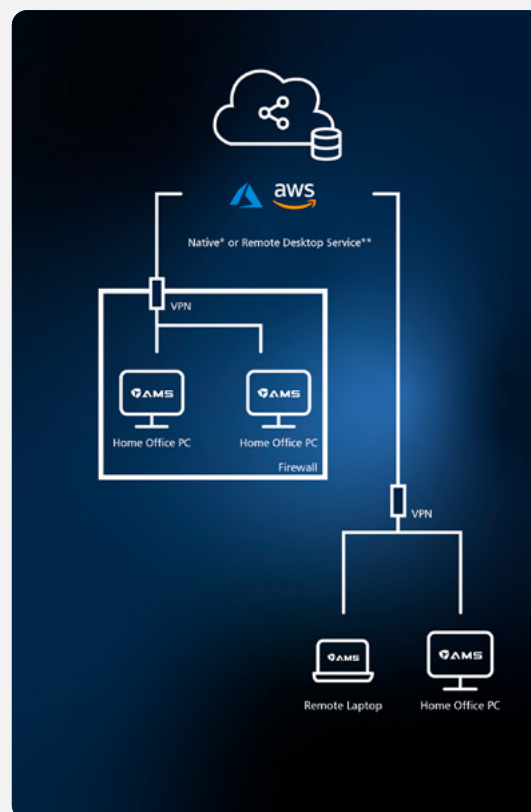 aws
Native* or Remote Desktop Service**
VPN
AMS
AMS
Home Office PC
Home Office PC
Firewall
VPN
AMS
AMS
Remote Laptop
Home Office PC